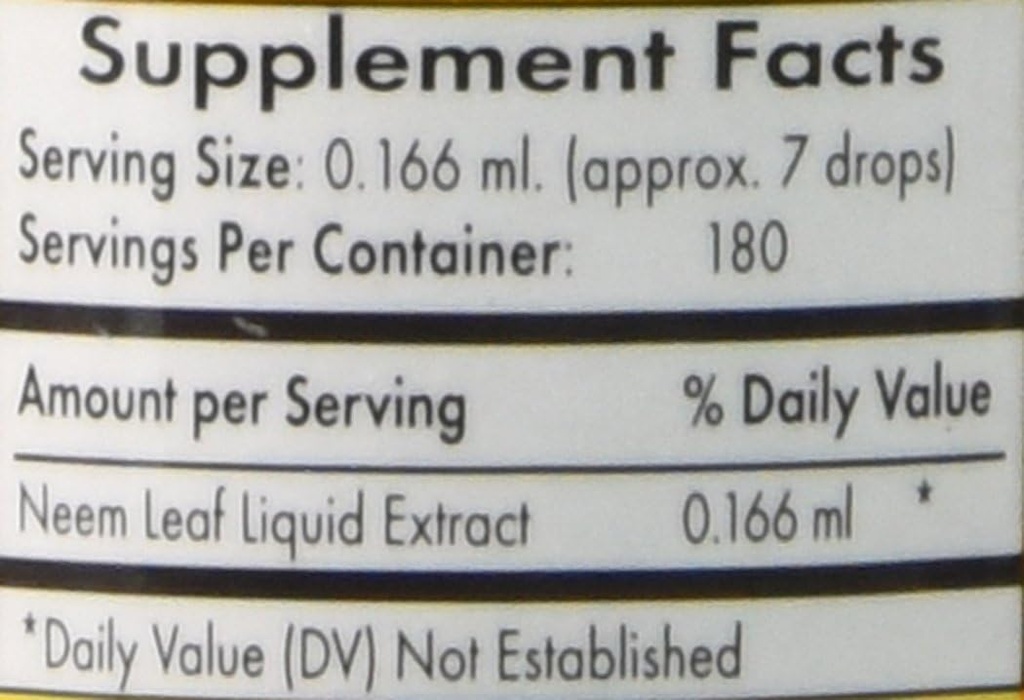 Supplement Facts
Serving Size: 0.166 ml. (approx. 7 drops)
Servings Per Container: 180
Amount per Serving % Daily Value
Neem Leaf Liquid Extract 0.166 ml *
*Daily Value (DV) Not Established